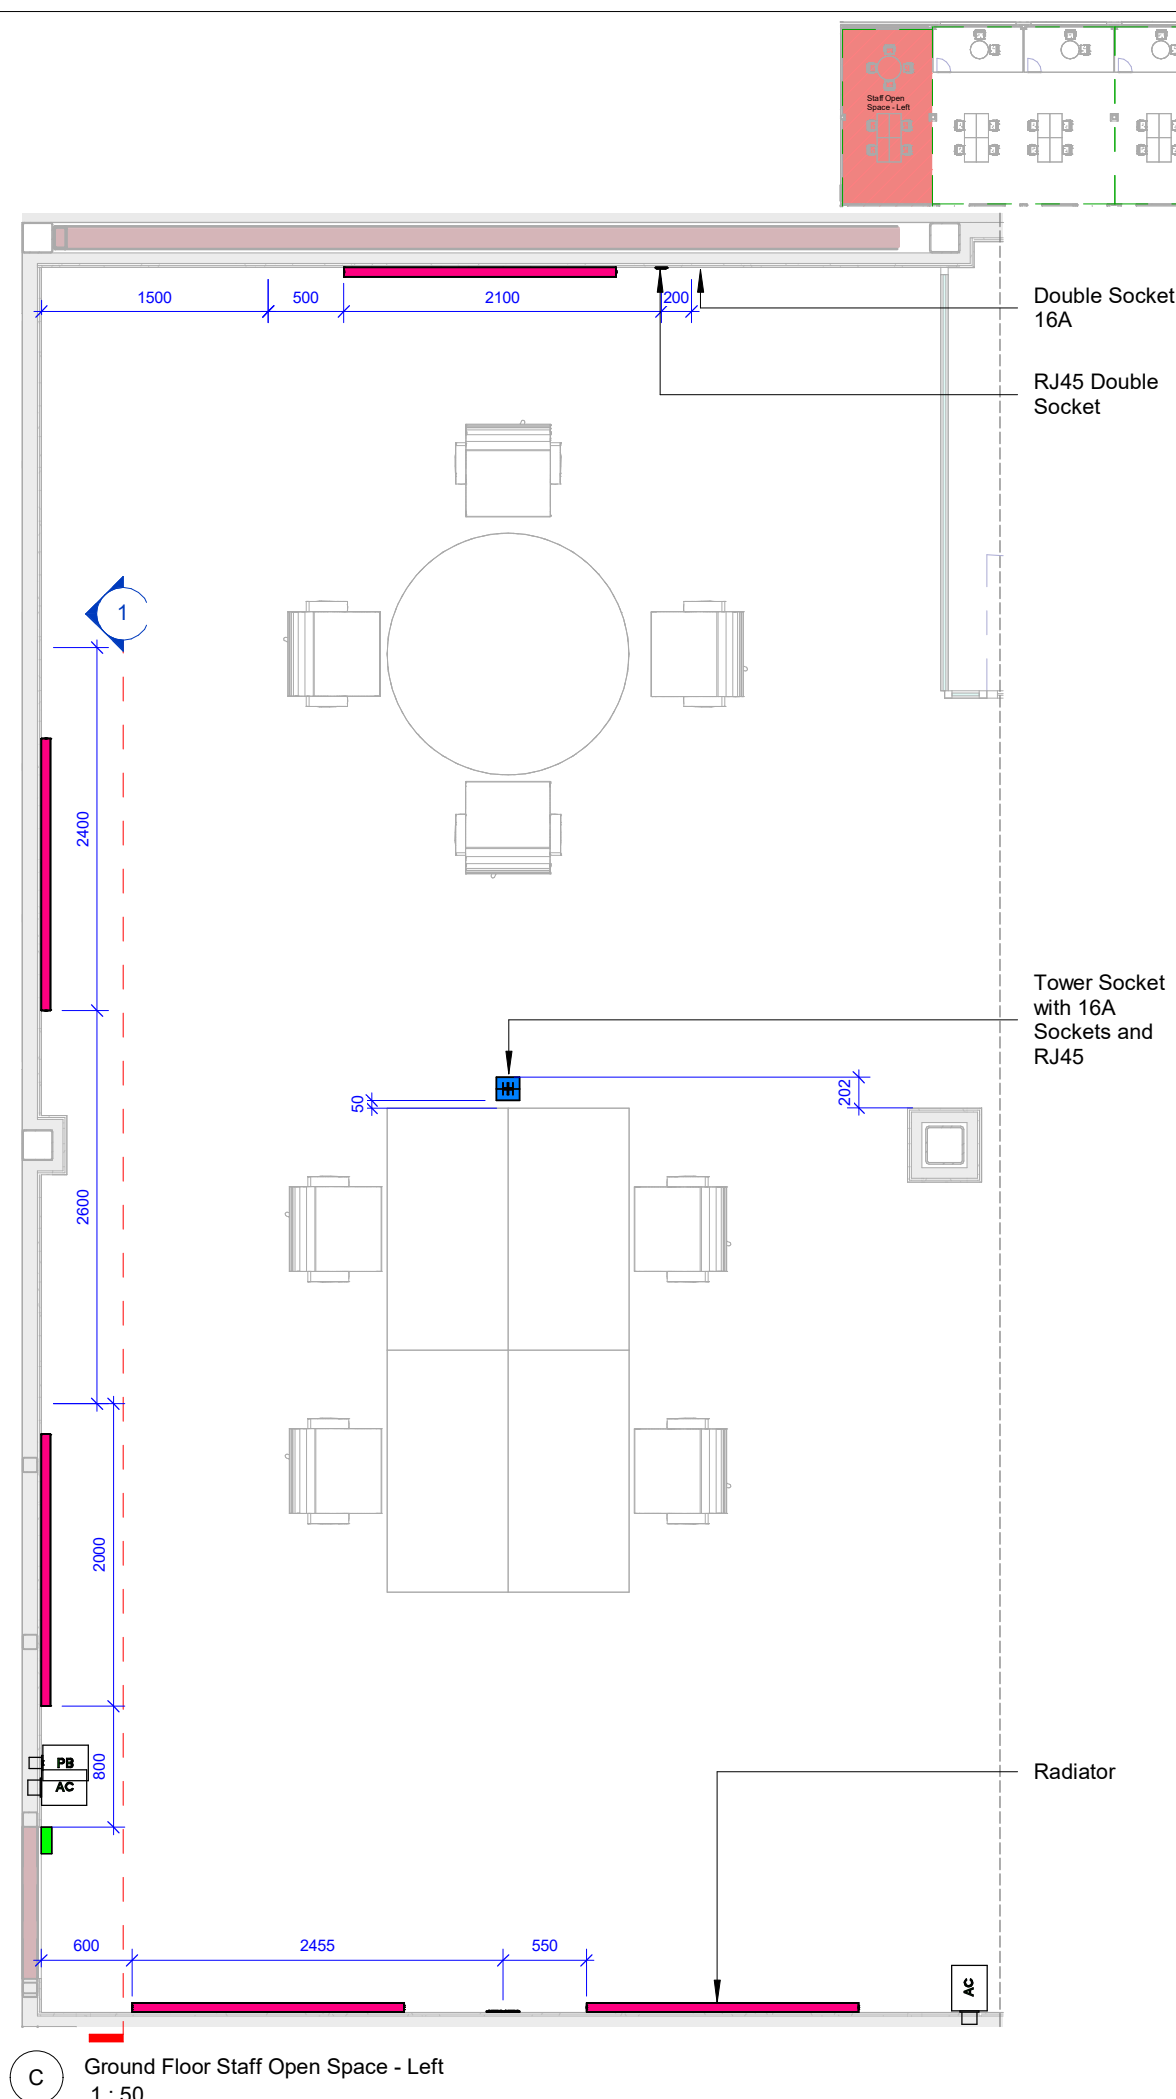 Staff Open
Space - Left
1500
500
2100
200
Double Socket
16A
RJ45 Double
Socket
1
2400
Tower Socket
with 16A
Sockets and
RJ45
50
202
2600
2000
800
PB
AC
Radiator
600
2455
550
AC
C
Ground Floor Staff Open Space - Left
1 : 50